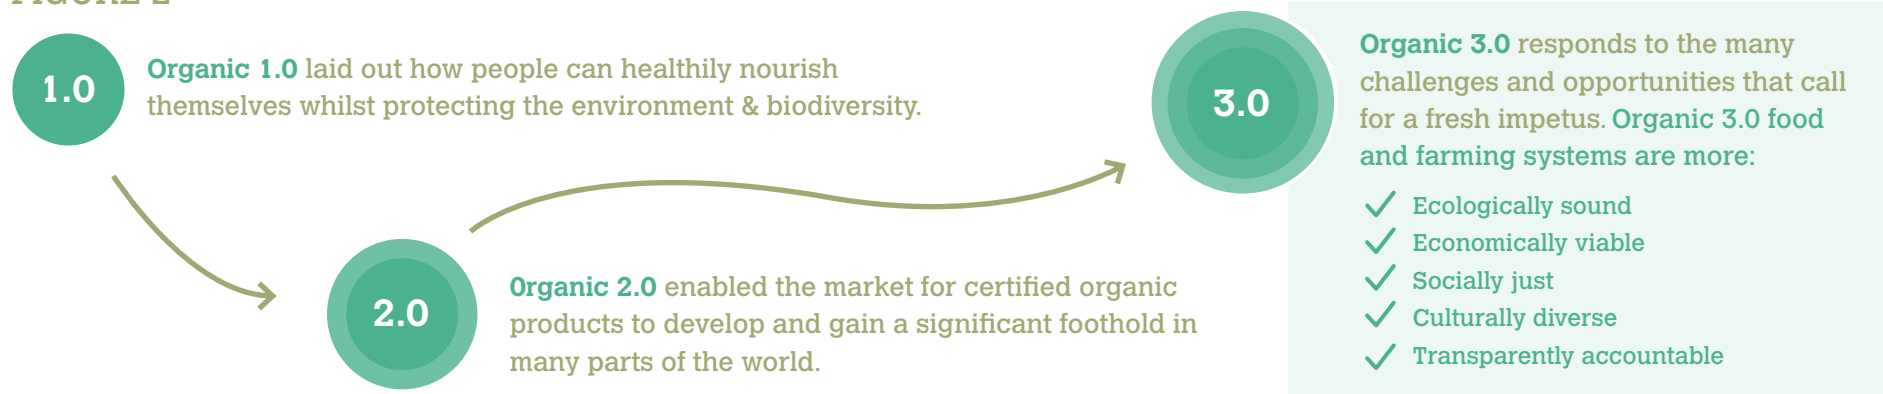 FIGURE 2
1.0
Organic 1.0 laid out how people can healthily nourish
themselves whilst protecting the environment & biodiversity.
2.0
Organic 2.0 enabled the market for certified organic
products to develop and gain a significant foothold in
many parts of the world.
3.0
Organic 3.0 responds to the many
challenges and opportunities that call
for a fresh impetus. Organic 3.0 food
and farming systems are more:
Ecologically sound
Economically viable
Socially just
Culturally diverse
Transparently accountable